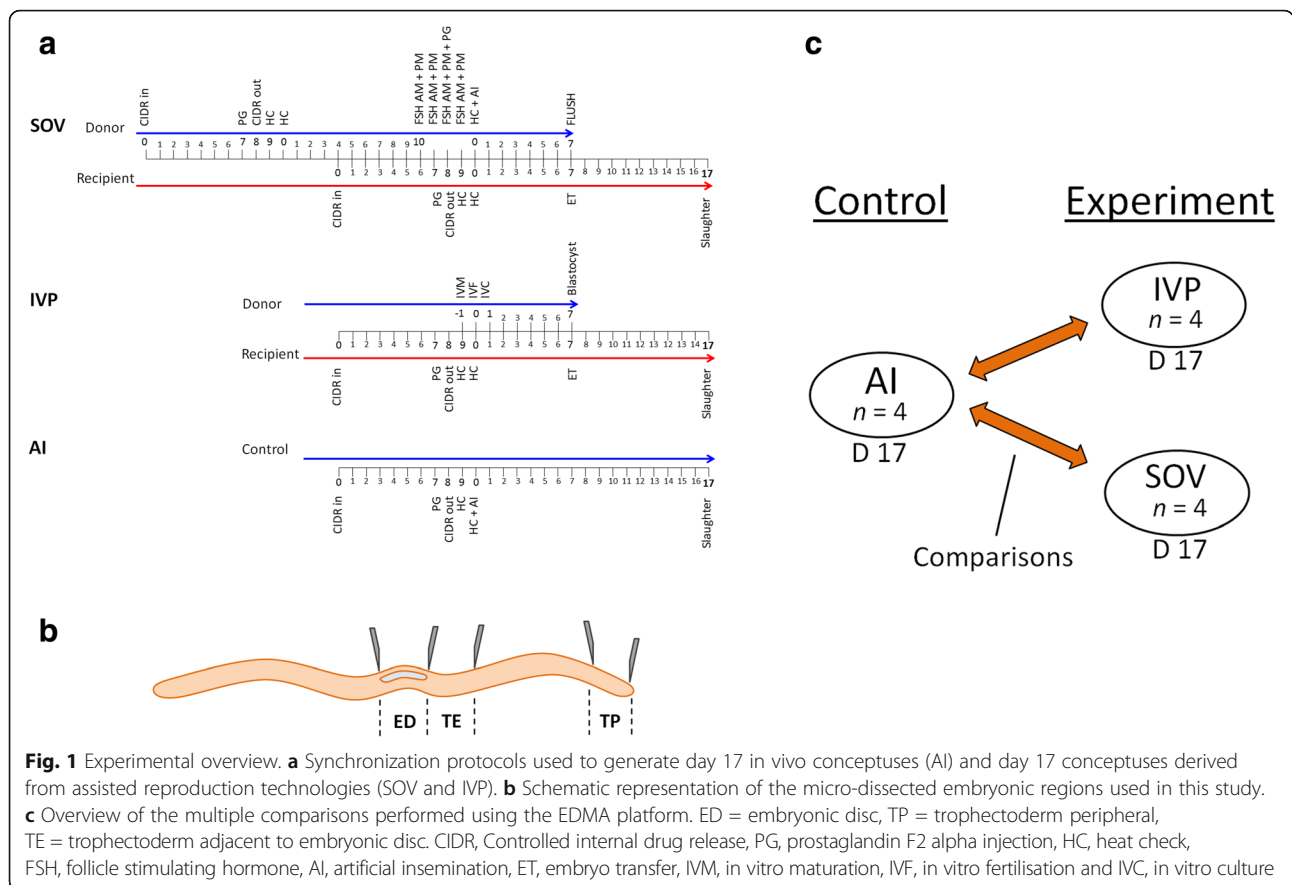 a
CIDR in
PG
CIDR out
HC
HC
FSH AM + PM
FSH AM + PM
FSH AM + PM + PG
FSH AM + PM
HC + AI
FLUSH
SOV
Donor
0 1 2 3 4 5 6 7 8 9 0 1 2 3 4 5 6 7 8 9 10 0 1 2 3 4 5 6 7
0 1 2 3 4 5 6 7 8 9 0 1 2 3 4 5 6 7 8 9 10 11 12 13 14 15 16 17
Recipient
CIDR in
PG
CIDR out
HC
HC
ET
Slaughter
IVM
IVF
IVC
Blastocyst
IVP
Donor
-1 0 1 2 3 4 5 6 7
0 1 2 3 4 5 6 7 8 9 0 1 2 3 4 5 6 7 8 9 10 11 12 13 14 15 16 17
Recipient
CIDR in
PG
CIDR out
HC
HC
ET
Slaughter
AI
Control
0 1 2 3 4 5 6 7 8 9 0 1 2 3 4 5 6 7 8 9 10 11 12 13 14 15 16 17
CIDR in
PG
CIDR out
HC
HC + AI
Slaughter
b
ED TE TP
c
Control Experiment
IVP
n = 4
D 17
AI
n = 4
D 17
SOV
n = 4
D 17
Comparisons
Fig. 1 Experimental overview. a Synchronization protocols used to generate day 17 in vivo conceptuses (AI) and day 17 conceptuses derived
from assisted reproduction technologies (SOV and IVP). b Schematic representation of the micro-dissected embryonic regions used in this study.
c Overview of the multiple comparisons performed using the EDMA platform. ED = embryonic disc, TP = trophectoderm peripheral,
TE = trophectoderm adjacent to embryonic disc. CIDR, Controlled internal drug release, PG, prostaglandin F2 alpha injection, HC, heat check,
FSH, follicle stimulating hormone, AI, artificial insemination, ET, embryo transfer, IVM, in vitro maturation, IVF, in vitro fertilisation and IVC, in vitro culture